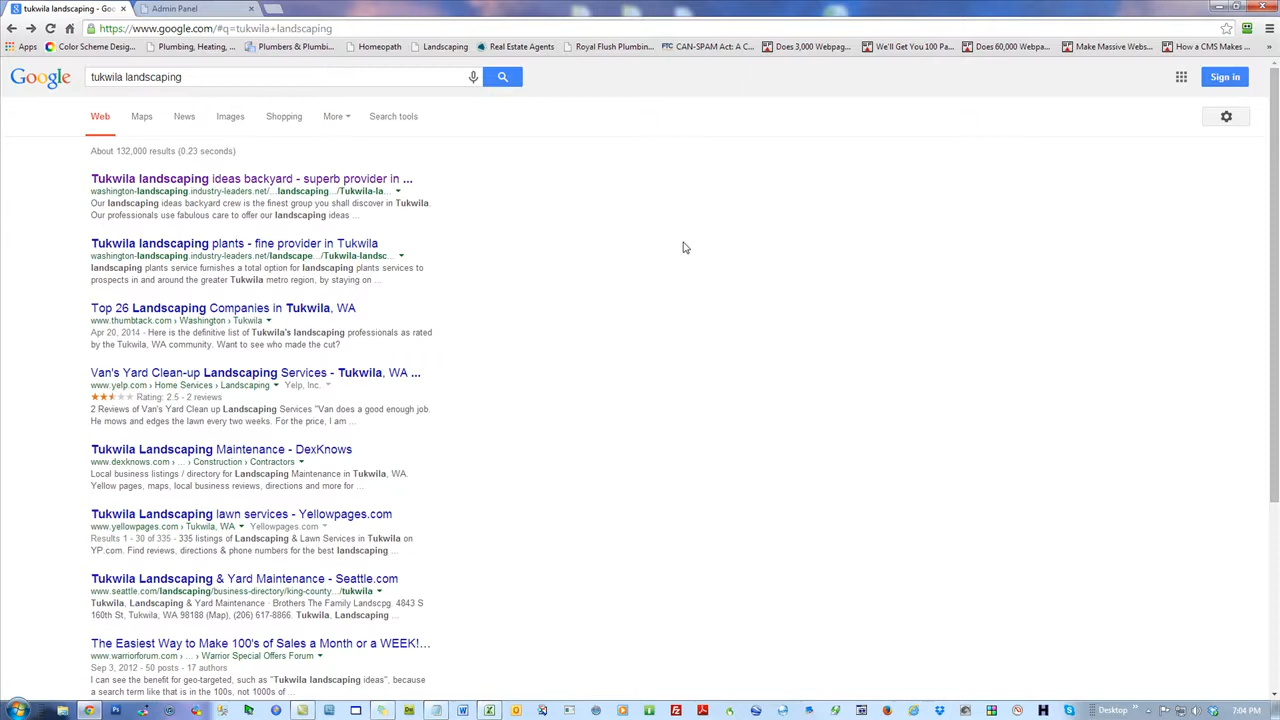 tukwila landscaping - Go
Admin Panel
https://www.google.com/#q=tukwila+landscaping
Apps Color Scheme Desig... Plumbing, Heating, ... Plumbers & Plumbi... Homeopath Landscaping Real Estate Agents Royal Flush Plumbin... CAN-SPAM Act: A C... Does 3,000 Webpag... We'll Get You 100 Pa... Does 60,000 Webpa... Make Massive Webs... How a CMS Makes ...
Google tukwila landscaping Sign in
Web Maps News Images Shopping More Search tools
About 132,000 results (0.23 seconds)
Tukwila landscaping ideas backyard - superb provider in ...
washington-landscaping.industry-leaders.net/...landscaping.../Tukwila-la...
Our landscaping ideas backyard crew is the finest group you shall discover in Tukwila.
Our professionals use fabulous care to offer our landscaping ideas ...
Tukwila landscaping plants - fine provider in Tukwila
washington-landscaping.industry-leaders.net/landscape.../Tukwila-landsc...
landscaping plants service furnishes a total option for landscaping plants services to
prospects in and around the greater Tukwila metro region, by staying on ...
Top 26 Landscaping Companies in Tukwila, WA
www.thumbtack.com › Washington › Tukwila
Apr 20, 2014 - Here is the definitive list of Tukwila's landscaping professionals as rated
by the Tukwila, WA community. Want to see who made the cut?
Van's Yard Clean-up Landscaping Services - Tukwila, WA ...
www.yelp.com › Home Services › Landscaping Yelp, Inc.
Rating: 2.5 - 2 reviews
2 Reviews of Van's Yard Clean up Landscaping Services "Van does a good enough job.
He mows and edges the lawn every two weeks. For the price, I am ...
Tukwila Landscaping Maintenance - DexKnows
www.dexknows.com › ... › Construction › Contractors
Local business listings / directory for Landscaping Maintenance in Tukwila, WA.
Yellow pages, maps, local business reviews, directions and more for ...
Tukwila Landscaping lawn services - Yellowpages.com
www.yellowpages.com › Tukwila, WA Yellowpages.com
Results 1 - 30 of 335 - 335 listings of Landscaping & Lawn Services in Tukwila on
YP.com. Find reviews, directions & phone numbers for the best landscaping ...
Tukwila Landscaping & Yard Maintenance - Seattle.com
www.seattle.com/landscaping/business-directory/king-county.../tukwila
Tukwila, Landscaping & Yard Maintenance · Brothers The Family Landscpg. 4843 S
160th St, Tukwila, WA 98188 (Map), (206) 617-8866. Tukwila, Landscaping ...
The Easiest Way to Make 100's of Sales a Month or a WEEK!...
www.warriorforum.com › ... › Warrior Special Offers Forum
Sep 3, 2012 - 50 posts - 17 authors
I can see the benefit for geo-targeted, such as "Tukwila landscaping ideas", because
a search term like that is in the 100s, not 1000s of ...
Desktop 7:04 PM